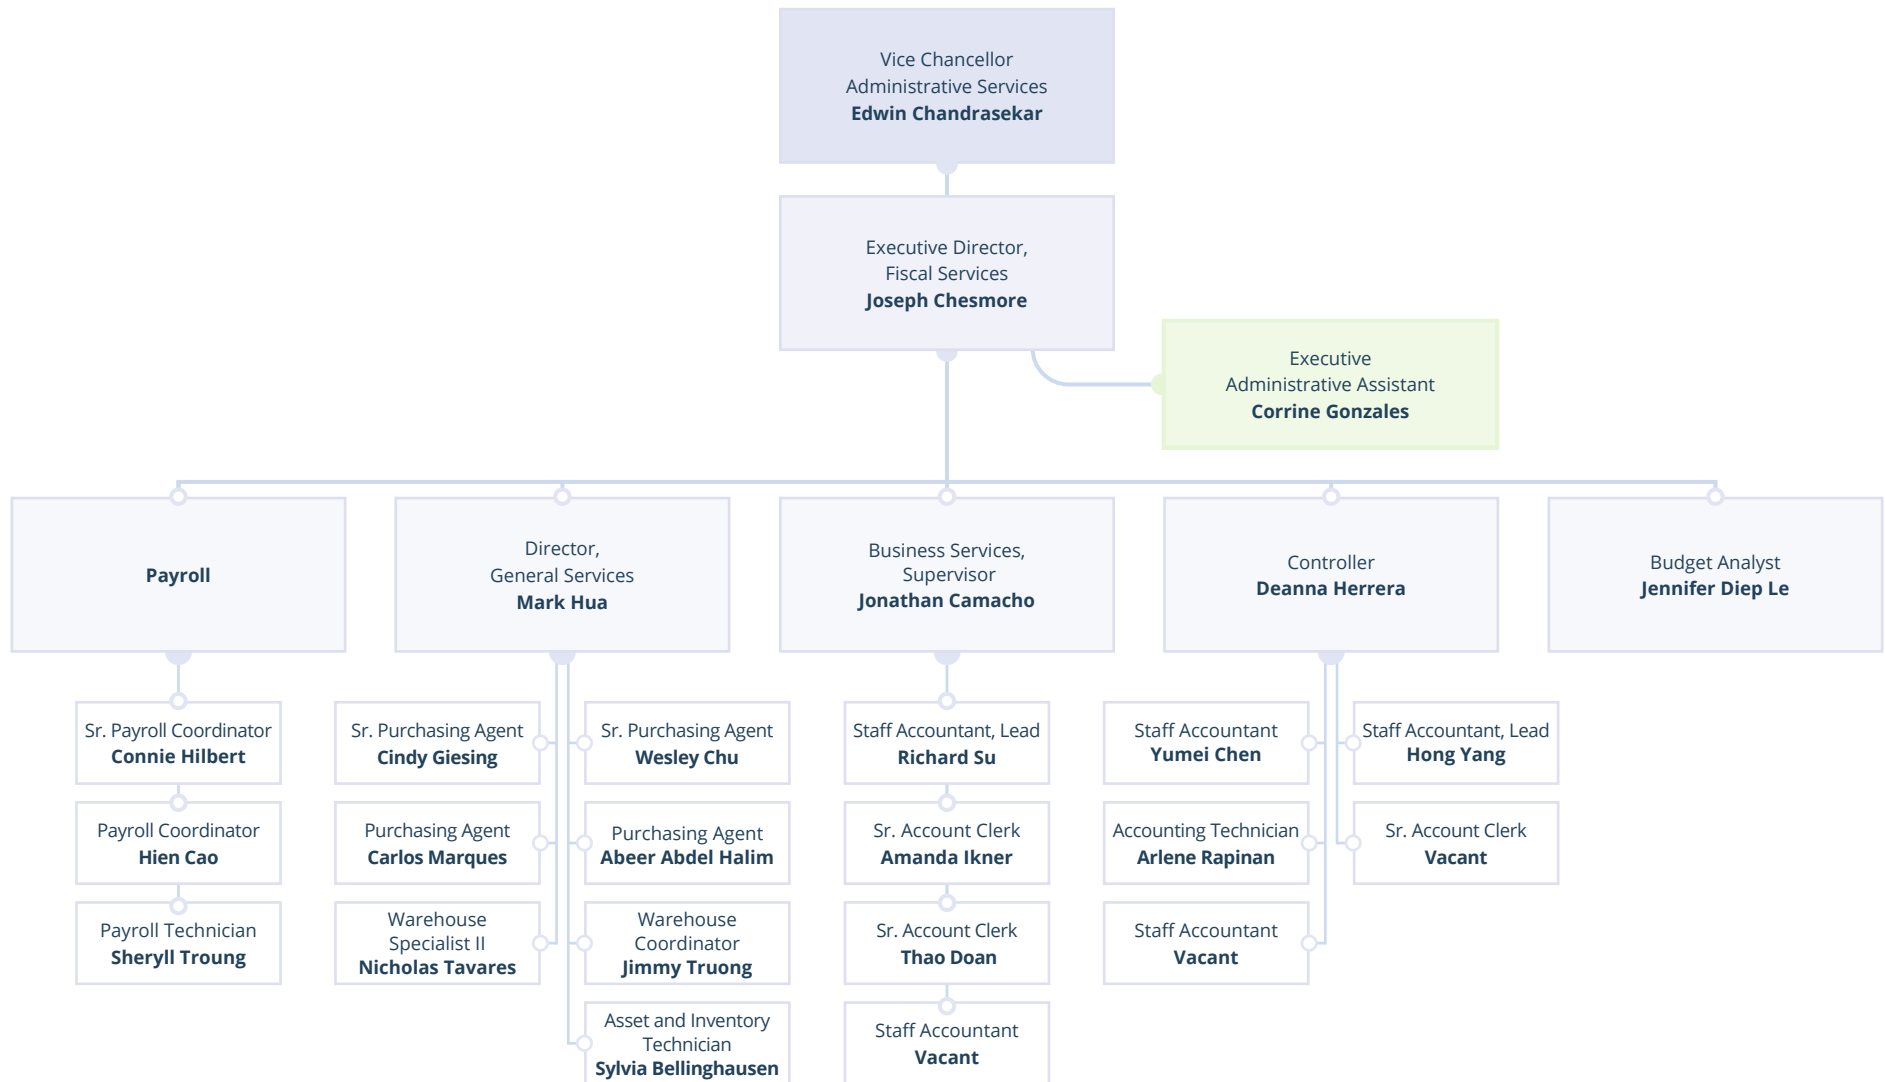 Vice Chancellor
Administrative Services
Edwin Chandrasekar
Executive Director,
Fiscal Services
Joseph Chesmore
Executive
Administrative Assistant
Corrine Gonzales
Payroll
Director,
General Services
Mark Hua
Business Services,
Supervisor
Jonathan Camacho
Controller
Deanna Herrera
Budget Analyst
Jennifer Diep Le
Sr. Payroll Coordinator
Connie Hilbert
Payroll Coordinator
Hien Cao
Payroll Technician
Sheryll Troung
Sr. Purchasing Agent
Cindy Giesing
Purchasing Agent
Carlos Marques
Warehouse
Specialist II
Nicholas Tavares
Sr. Purchasing Agent
Wesley Chu
Purchasing Agent
Abeer Abdel Halim
Warehouse
Coordinator
Jimmy Truong
Asset and Inventory
Technician
Sylvia Bellinghausen
Staff Accountant, Lead
Richard Su
Sr. Account Clerk
Amanda Ikner
Sr. Account Clerk
Thao Doan
Staff Accountant
Vacant
Staff Accountant
Yumei Chen
Accounting Technician
Arlene Rapinan
Staff Accountant
Vacant
Staff Accountant, Lead
Hong Yang
Sr. Account Clerk
Vacant